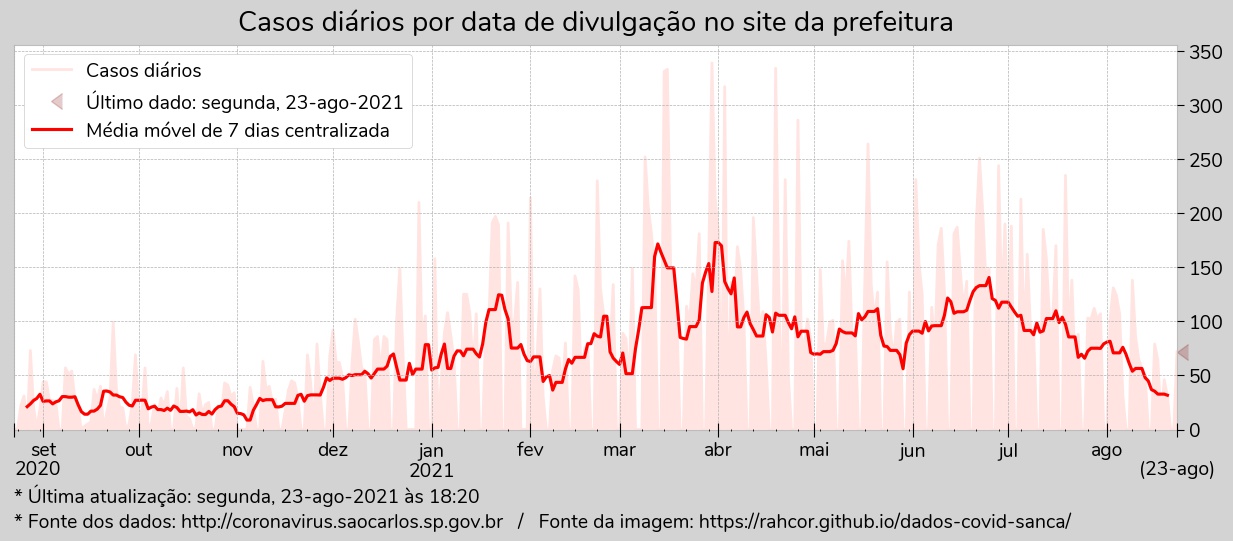 Casos diários por data de divulgação no site da prefeitura
Casos diários
Último dado: segunda, 23-ago-2021
Média móvel de 7 dias centralizada
350
300
250
200
150
100
50
0
set out nov dez jan fev mar abr mai jun jul ago
2020 2021 (23-ago)
* Última atualização: segunda, 23-ago-2021 às 18:20
* Fonte dos dados: http://coronavirus.saocarlos.sp.gov.br / Fonte da imagem: https://rahcor.github.io/dados-covid-sanca/